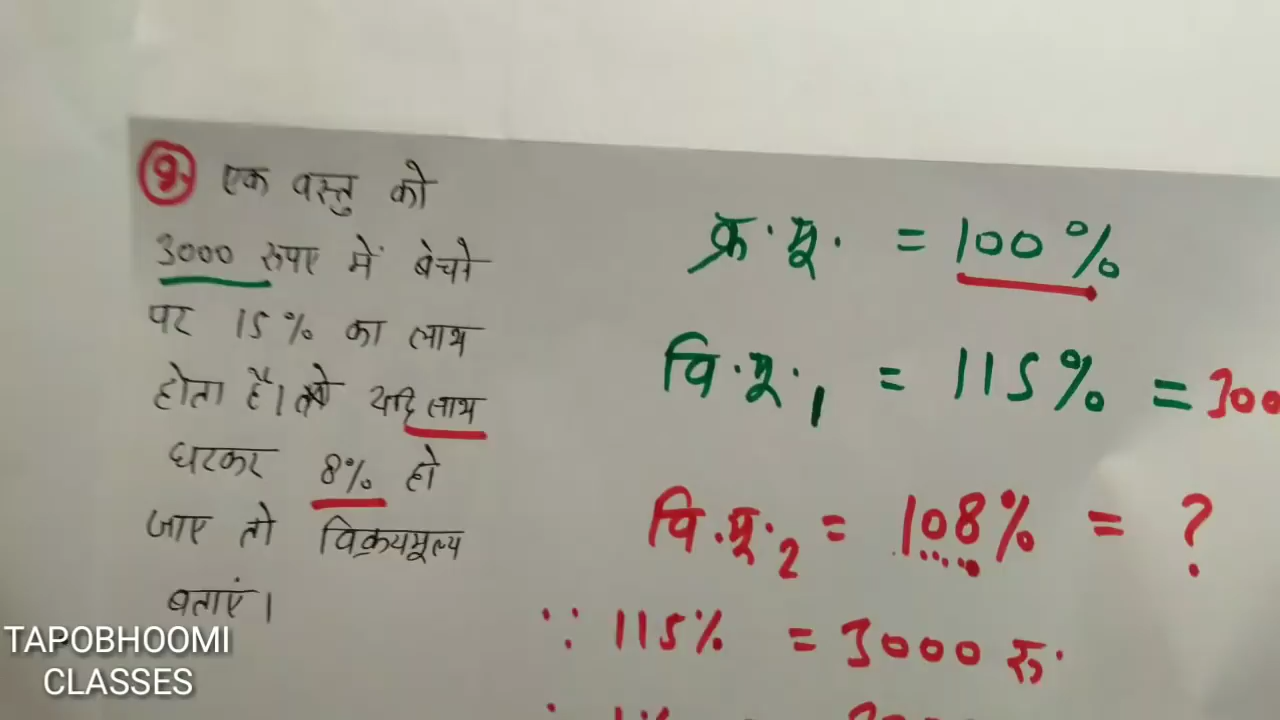 9. एक वस्तु को
3000 रुपए में बेचने
पर 15% का लाभ
होता है। यदि लाभ
घटकर 8% हो
जाए तो विक्रयमूल्य
बताएं।
क्र.मू. = 100%
वि.मू.1 = 115% = 300
वि.मू.2 = 108% = ?
∵ 115% = 3000 रु.
TAPOBHOOMI
CLASSES